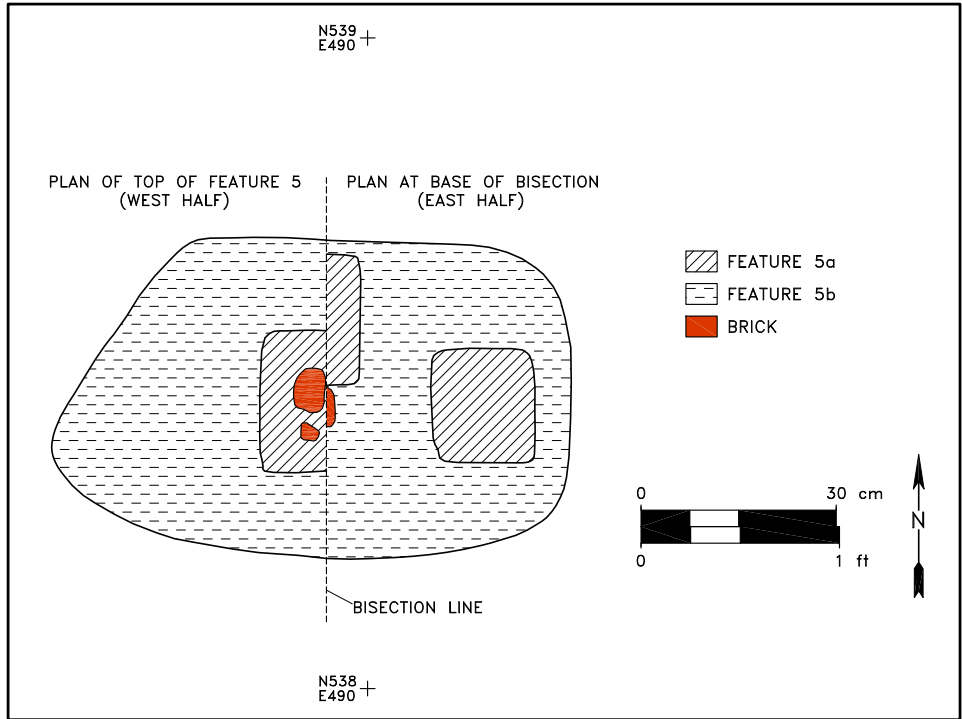 N539
E490
PLAN OF TOP OF FEATURE 5
(WEST HALF)
PLAN AT BASE OF BISECTION
(EAST HALF)
FEATURE 5a
FEATURE 5b
BRICK
0 30 cm
N
0 1 ft
BISECTION LINE
N538
E490